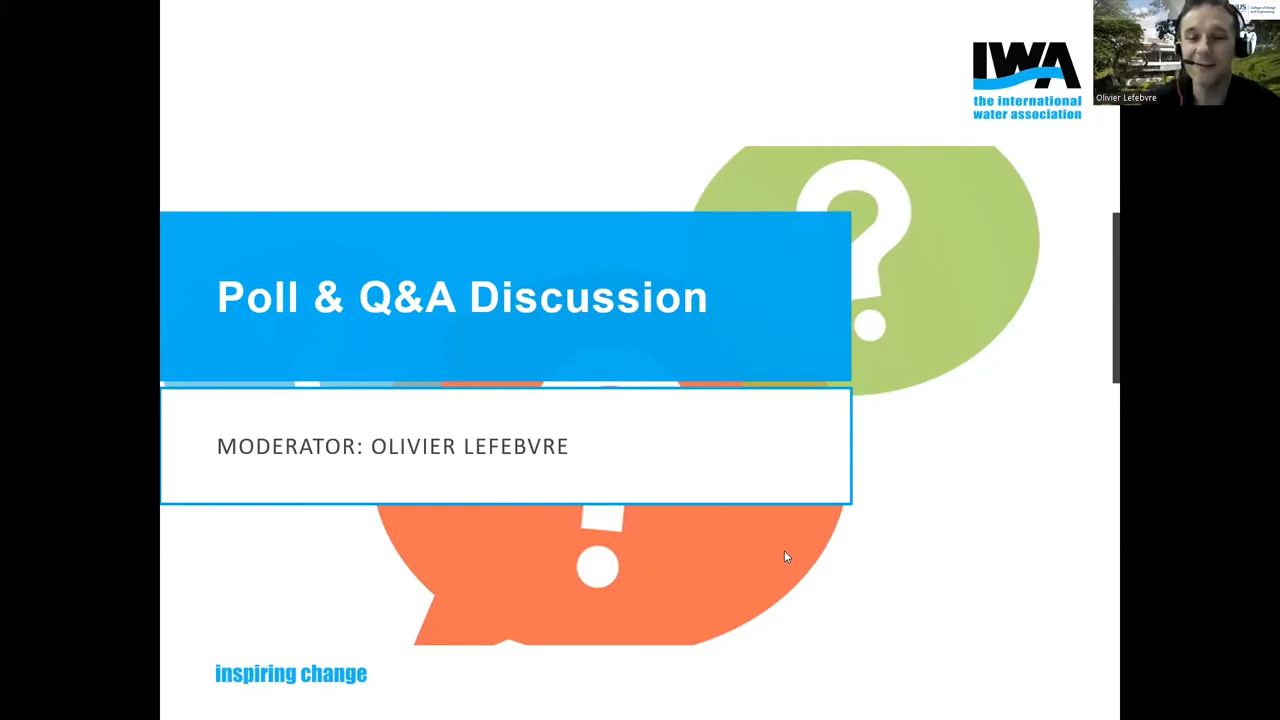 IWA
the international
water association
Olivier Lefebvre
Poll & Q&A Discussion
MODERATOR: OLIVIER LEFEBVRE
inspiring change